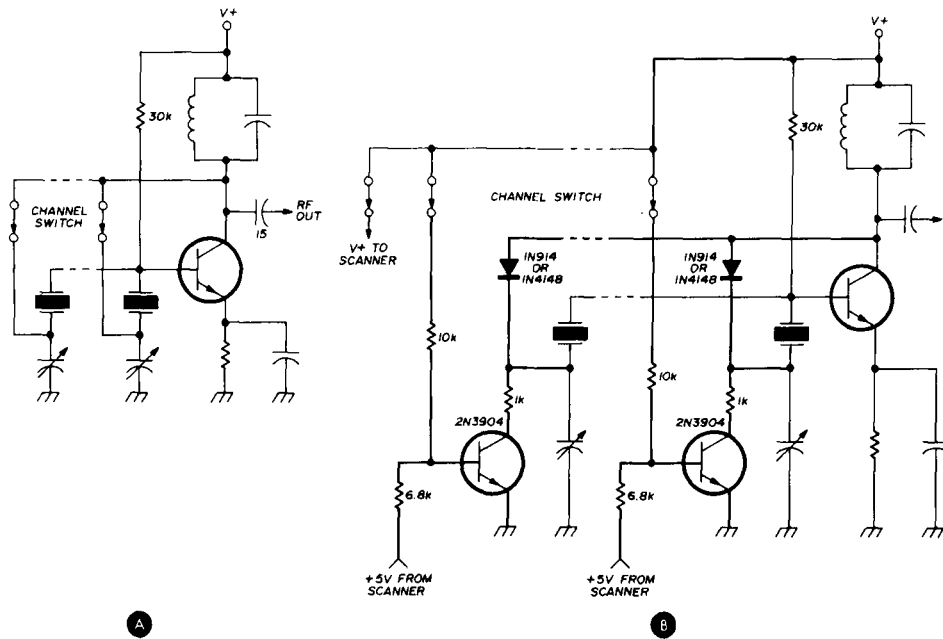 V+
30k
CHANNEL
SWITCH
RF
OUT
15
A
V+
30k
CHANNEL SWITCH
V+ TO
SCANNER
1N914
OR
1N4148
1N914
OR
1N4148
10k
10k
1k
1k
2N3904
2N3904
6.8k
6.8k
+5V FROM
SCANNER
+5V FROM
SCANNER
B